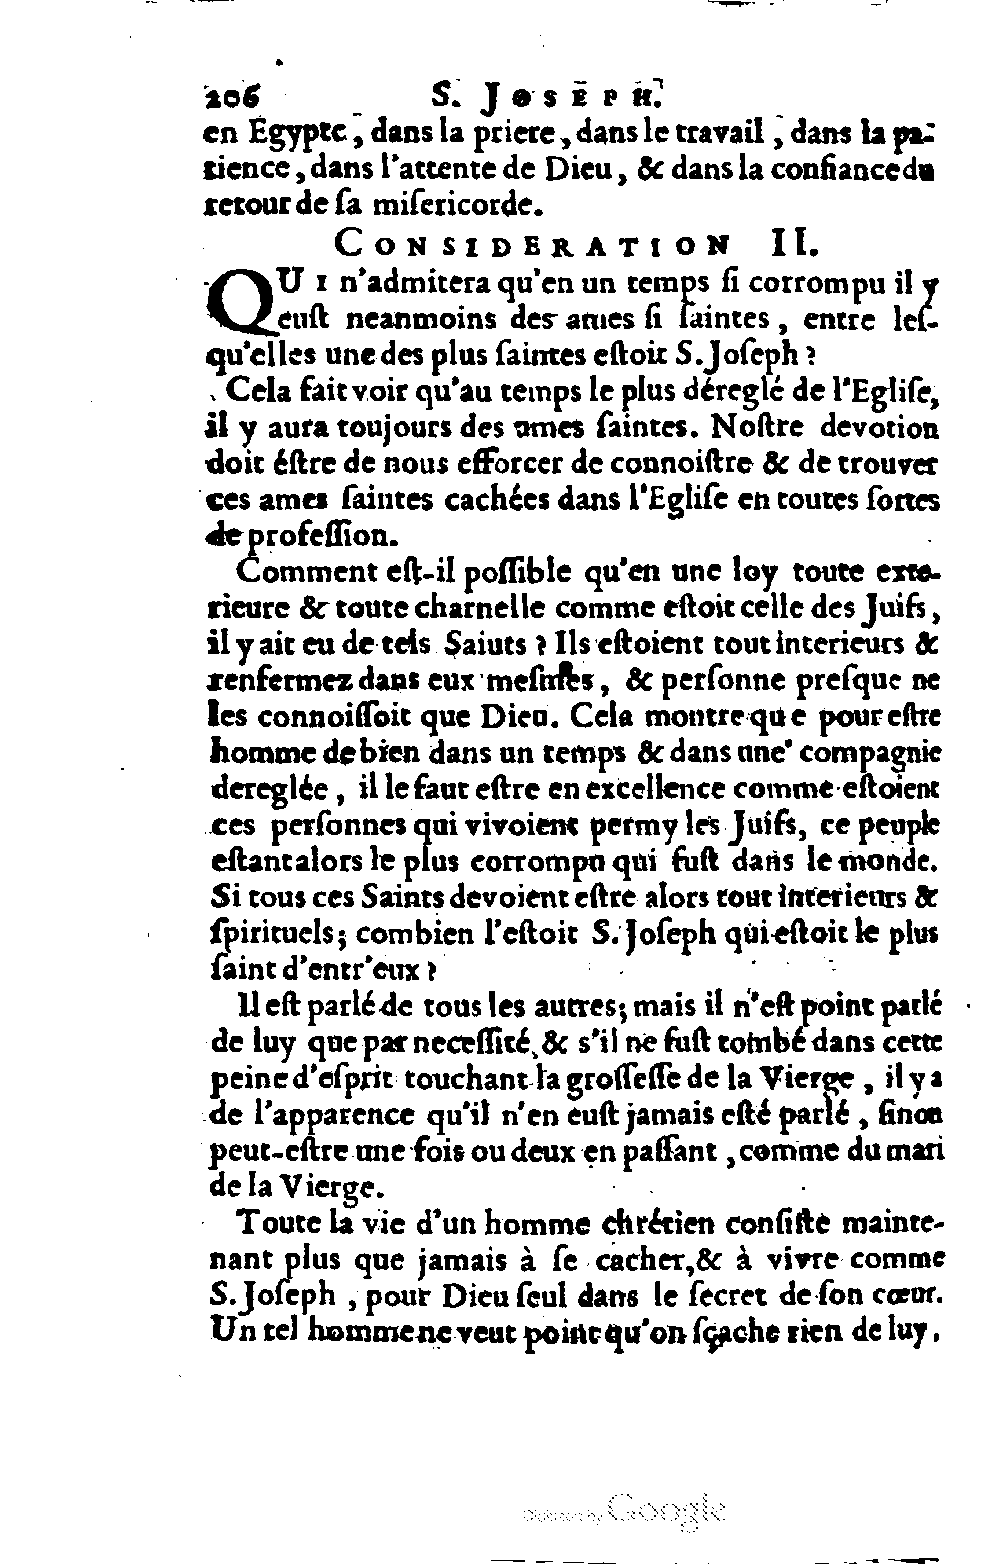 206 S. JOSEPH.
en Egypte, dans la priere, dans le travail, dans la pa-
tience, dans l'attente de Dieu, & dans la confiance du
retour de ſa miſericorde.
CONSIDERATION II.
QUI n'admirera qu'en un temps ſi corrompu il y
euſt neanmoins des ames ſi ſaintes, entre leſ-
qu'elles une des plus ſaintes eſtoit S. Joſeph?
Cela fait voir qu'au temps le plus déreglé de l'Egliſe,
il y aura toujours des ames ſaintes. Noſtre devotion
doit éſtre de nous efforcer de connoiſtre & de trouver
ces ames ſaintes cachées dans l'Egliſe en toutes ſortes
de profeſſion.
Comment eſt-il poſſible qu'en une loy toute exte-
rieure & toute charnelle comme eſtoit celle des Juifs,
il y ait eu de tels Saiuts? Ils eſtoient tout interieurs &
renfermez dans eux meſmes, & perſonne preſque ne
les connoiſſoit que Dieu. Cela montre que pour eſtre
homme de bien dans un temps & dans une compagnie
dereglée, il le faut eſtre en excellence comme eſtoient
ces perſonnes qui vivoient permy les Juifs, ce peuple
eſtant alors le plus corrompu qui fuſt dans le monde.
Si tous ces Saints devoient eſtre alors tout interieurs &
ſpirituels; combien l'eſtoit S. Joſeph qui eſtoit le plus
ſaint d'entr'eux?
Il eſt parlé de tous les autres; mais il n'eſt point parlé
de luy que par neceſſité, & s'il ne fuſt tombé dans cette
peine d'eſprit touchant la groſſeſſe de la Vierge, il y a
de l'apparence qu'il n'en euſt jamais eſté parlé, ſinon
peut-eſtre une fois ou deux en paſſant, comme du mari
de la Vierge.
Toute la vie d'un homme chrétien conſiſte mainte-
nant plus que jamais à ſe cacher, & à vivre comme
S. Joſeph, pour Dieu ſeul dans le ſecret de ſon cœur.
Un tel homme ne veut point qu'on ſçache rien de luy,
Digitized by Google